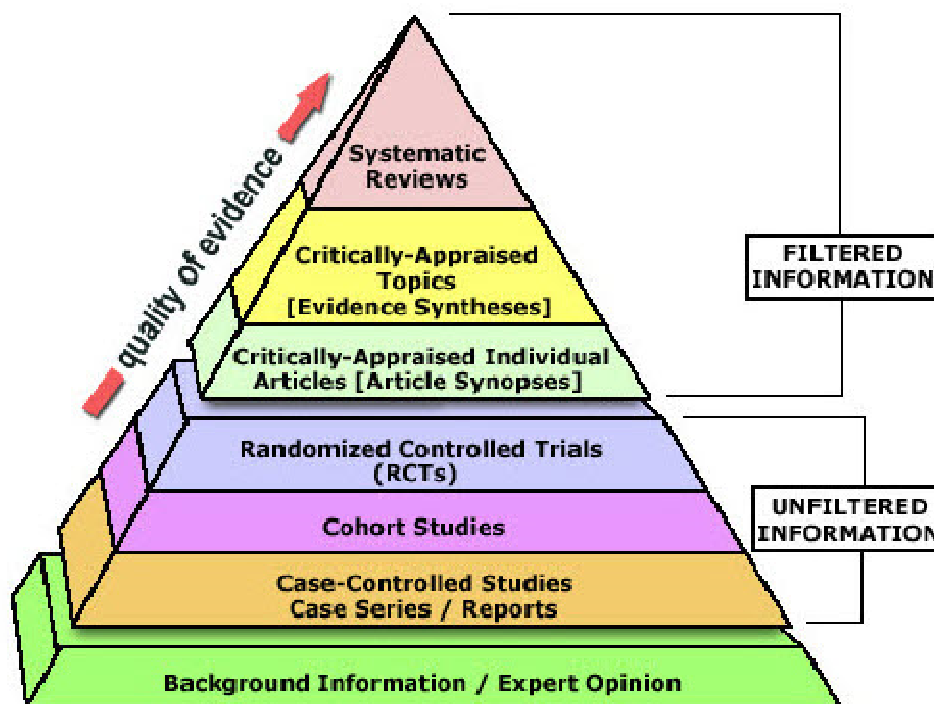 Systematic
Reviews
Critically-Appraised
Topics
[Evidence Syntheses]
Critically-Appraised Individual
Articles [Article Synopses]
Randomized Controlled Trials
(RCTs)
Cohort Studies
Case-Controlled Studies
Case Series / Reports
Background Information / Expert Opinion
quality of evidence
FILTERED
INFORMATION
UNFILTERED
INFORMATION